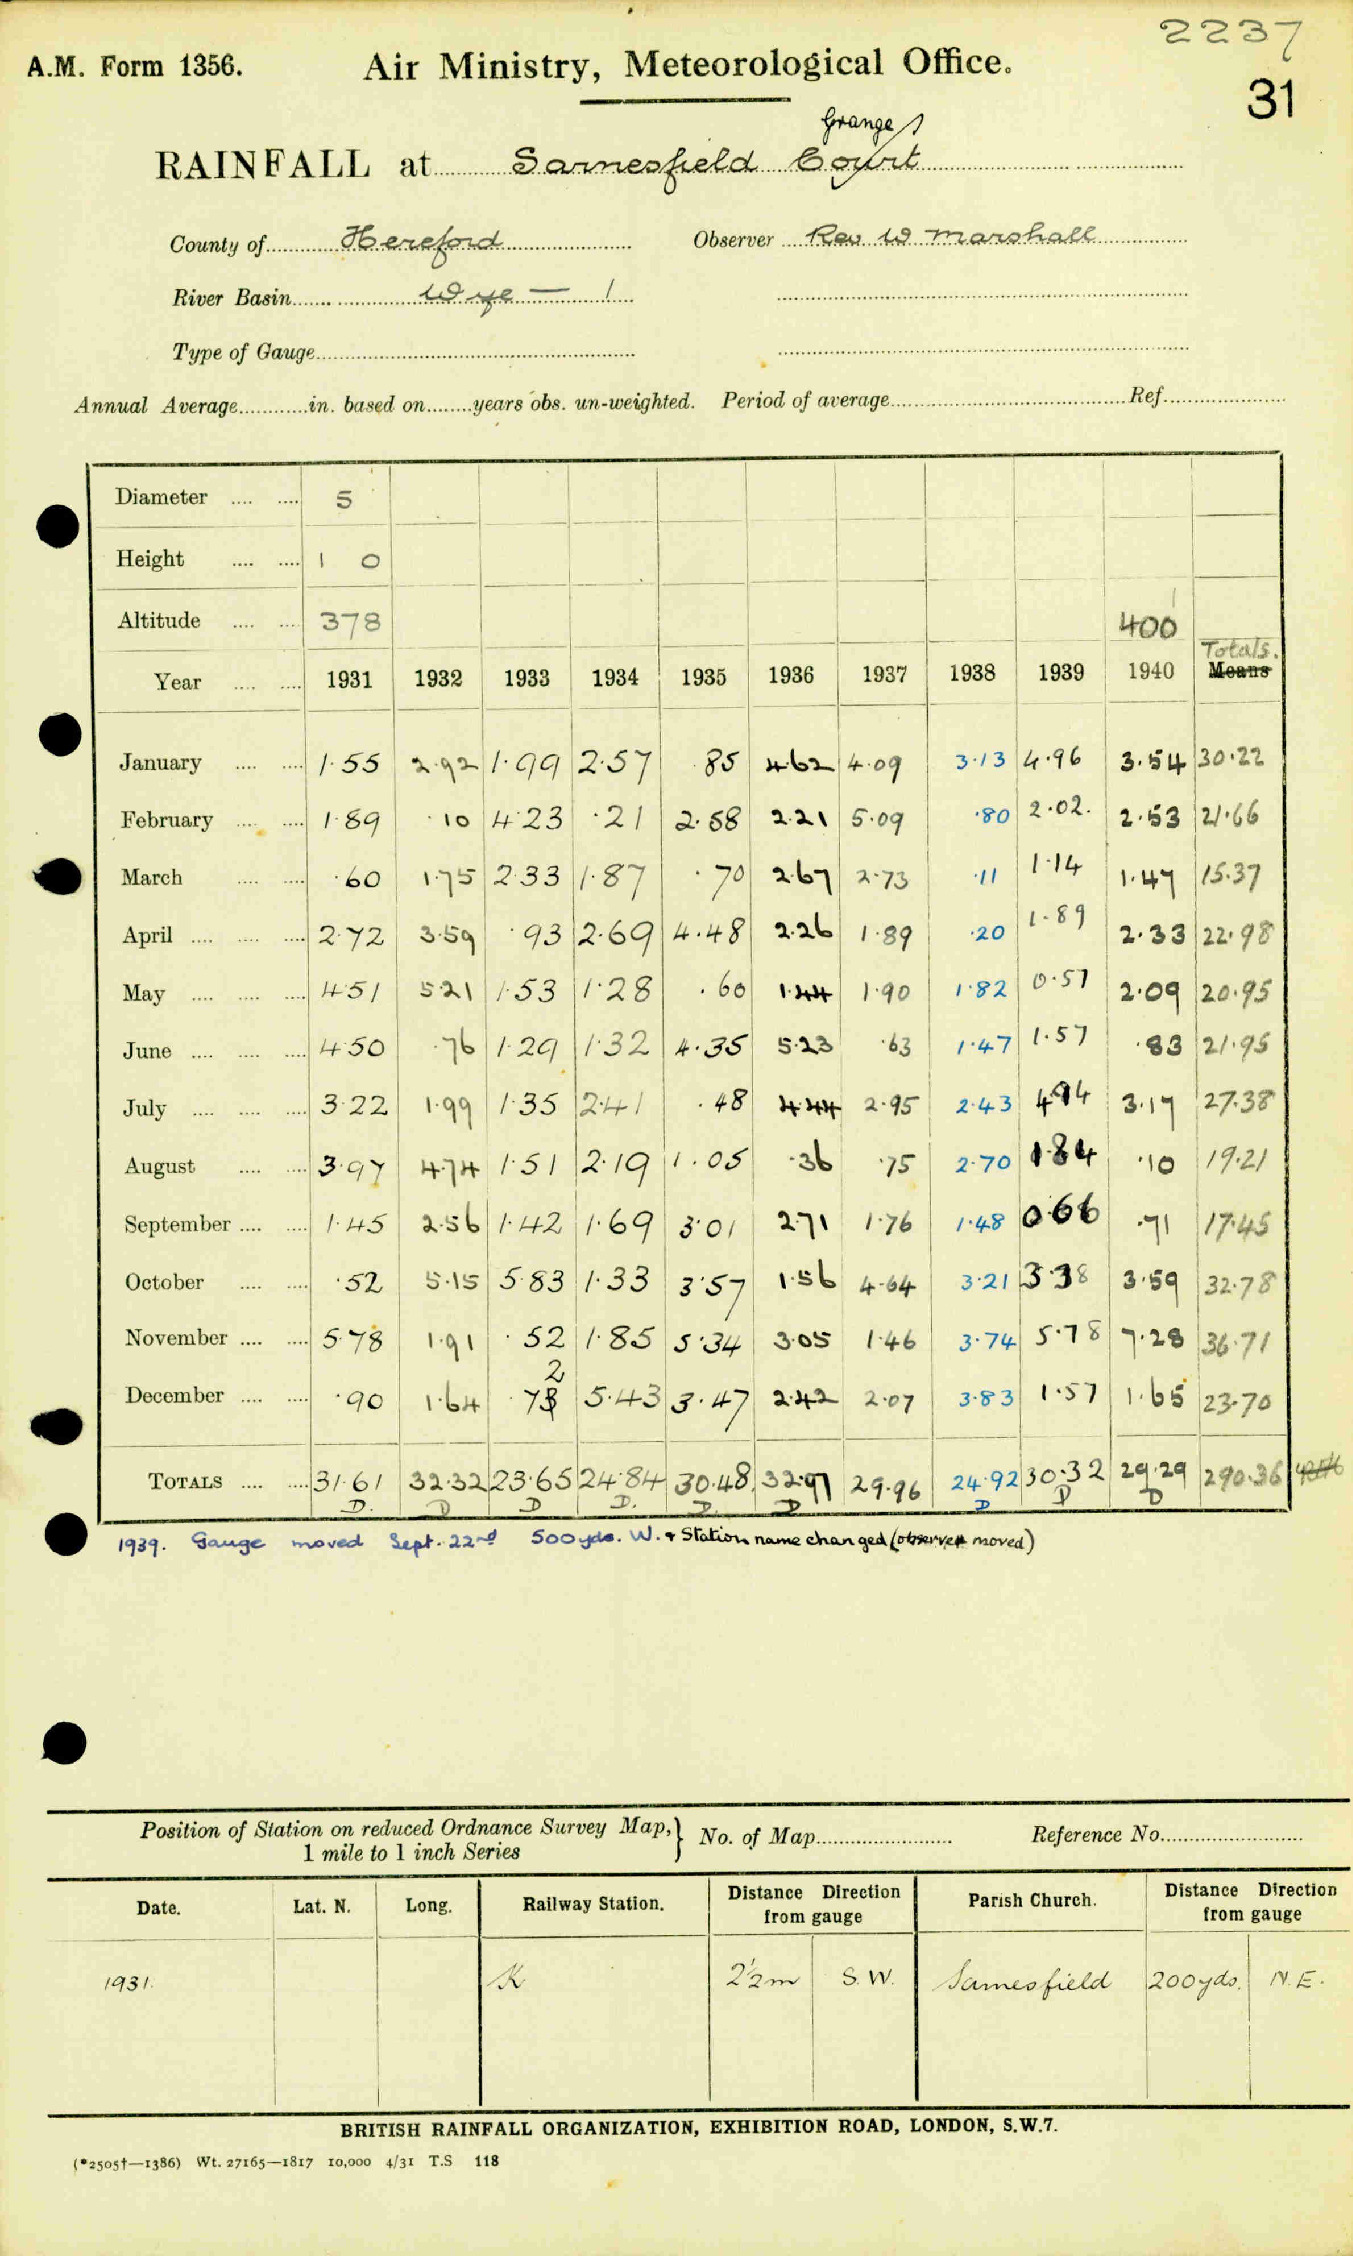 2237
A.M. Form 1356. Air Ministry, Meteorological Office.
31
Grange
RAINFALL at Sarnesfield Court
County of Hereford Observer Rev W Marshall
River Basin Wye — 1
Type of Gauge
Annual Average in. based on years obs. un-weighted. Period of average Ref.
Diameter 5
Height 1 0
Altitude 378 400
Totals.
Year 1931 1932 1933 1934 1935 1936 1937 1938 1939 1940 Means
January 1.55 2.92 1.99 2.57 .85 4.62 4.09 3.13 4.96 3.54 30.22
February 1.89 .10 4.23 .21 2.58 2.21 5.09 .80 2.02. 2.53 21.66
March .60 1.75 2.33 1.87 .70 2.67 2.73 .11 1.14 1.47 15.37
April 2.72 3.59 .93 2.69 4.48 2.26 1.89 .20 1.89 2.33 22.98
May 4.51 5.21 1.53 1.28 .60 1.44 1.90 1.82 0.57 2.09 20.95
June 4.50 .76 1.29 1.32 4.35 5.23 .63 1.47 1.57 .83 21.95
July 3.22 1.99 1.35 2.41 .48 4.44 2.95 2.43 4.94 3.17 27.38
August 3.97 4.74 1.51 2.19 1.05 .36 .75 2.70 1.84 .10 19.21
September 1.45 2.56 1.42 1.69 3.01 2.71 1.76 1.48 0.66 .71 17.45
October .52 5.15 5.83 1.33 3.57 1.56 4.64 3.21 3.38 3.59 32.78
November 5.78 1.91 .52 1.85 5.34 3.05 1.46 3.74 5.78 7.28 36.71
2
December .90 1.64 .73 5.43 3.47 2.42 2.07 3.83 1.57 1.65 23.70
TOTALS 31.61 32.32 23.65 24.84 30.48 32.97 29.96 24.92 30.32 29.29 290.36
D. D D D. D. D D D D
1939. Gauge moved Sept. 22nd 500 yds. W. + Station name changed (observer moved)
Position of Station on reduced Ordnance Survey Map, } No. of Map Reference No.
1 mile to 1 inch Series
Date. Lat. N. Long. Railway Station. Distance Direction from gauge Parish Church. Distance Direction from gauge
1931. K 2½m S.W. Sarnesfield 200 yds. N.E.
BRITISH RAINFALL ORGANIZATION, EXHIBITION ROAD, LONDON, S.W.7.
(*2505†—1386) Wt. 27165—1817 10,000 4/31 T.S 118